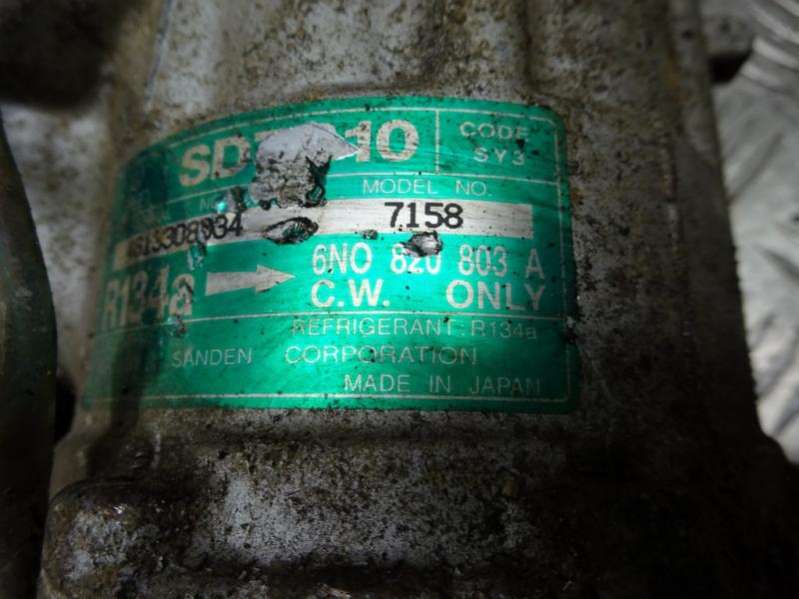 CODE
SY3
MODEL NO.
7158
6N0 820 803 A
R134a C.W. ONLY
REFRIGERANT R134a
SANDEN CORPORATION
MADE IN JAPAN